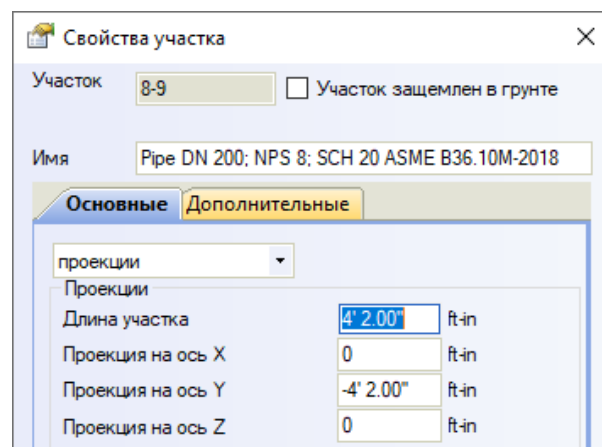 Свойства участка
Участок 8-9 Участок защемлен в грунте
Имя Pipe DN 200; NPS 8; SCH 20 ASME B36.10M-2018
Основные Дополнительные
проекции
Проекции
Длина участка 4' 2.00" ft-in
Проекция на ось X 0 ft-in
Проекция на ось Y -4' 2.00" ft-in
Проекция на ось Z 0 ft-in